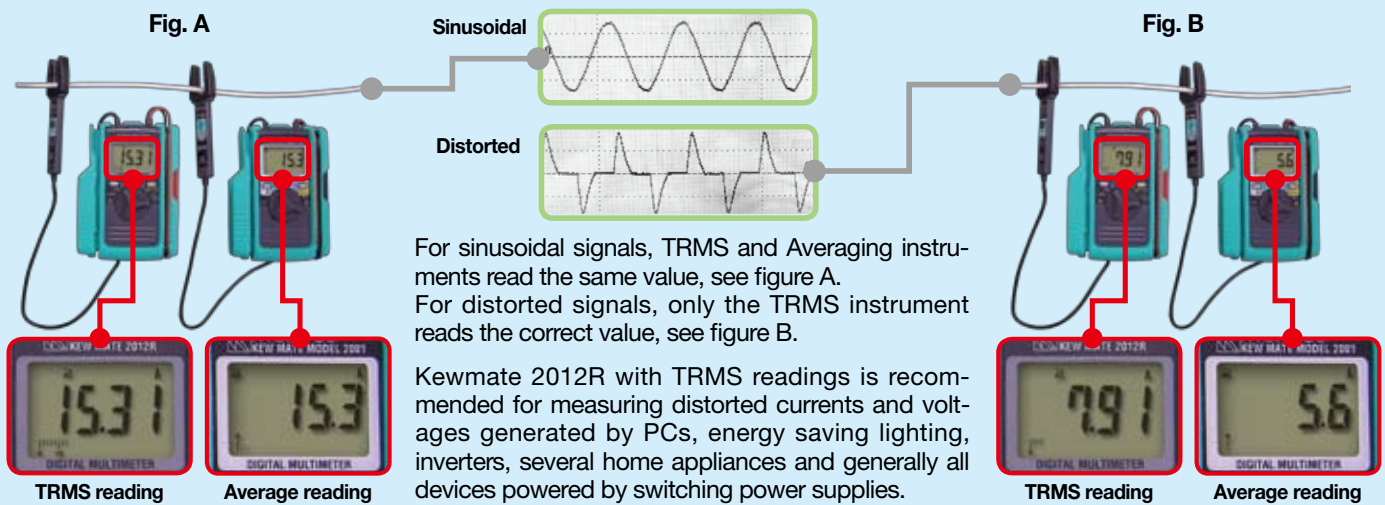 Fig. A
Sinusoidal
Fig. B
Distorted
15.31
15.3
7.91
5.6
For sinusoidal signals, TRMS and Averaging instru-
ments read the same value, see figure A.
For distorted signals, only the TRMS instrument
reads the correct value, see figure B.
Kewmate 2012R with TRMS readings is recom-
mended for measuring distorted currents and volt-
ages generated by PCs, energy saving lighting,
inverters, several home appliances and generally all
devices powered by switching power supplies.
KEW MATE 2012R
15.31
A
DIGITAL MULTIMETER
TRMS reading
KEW MATE MODEL 2001
15.3
A
DIGITAL MULTIMETER
Average reading
KEW MATE 2012R
7.91
A
DIGITAL MULTIMETER
TRMS reading
KEW MATE MODEL 2001
5.6
A
DIGITAL MULTIMETER
Average reading